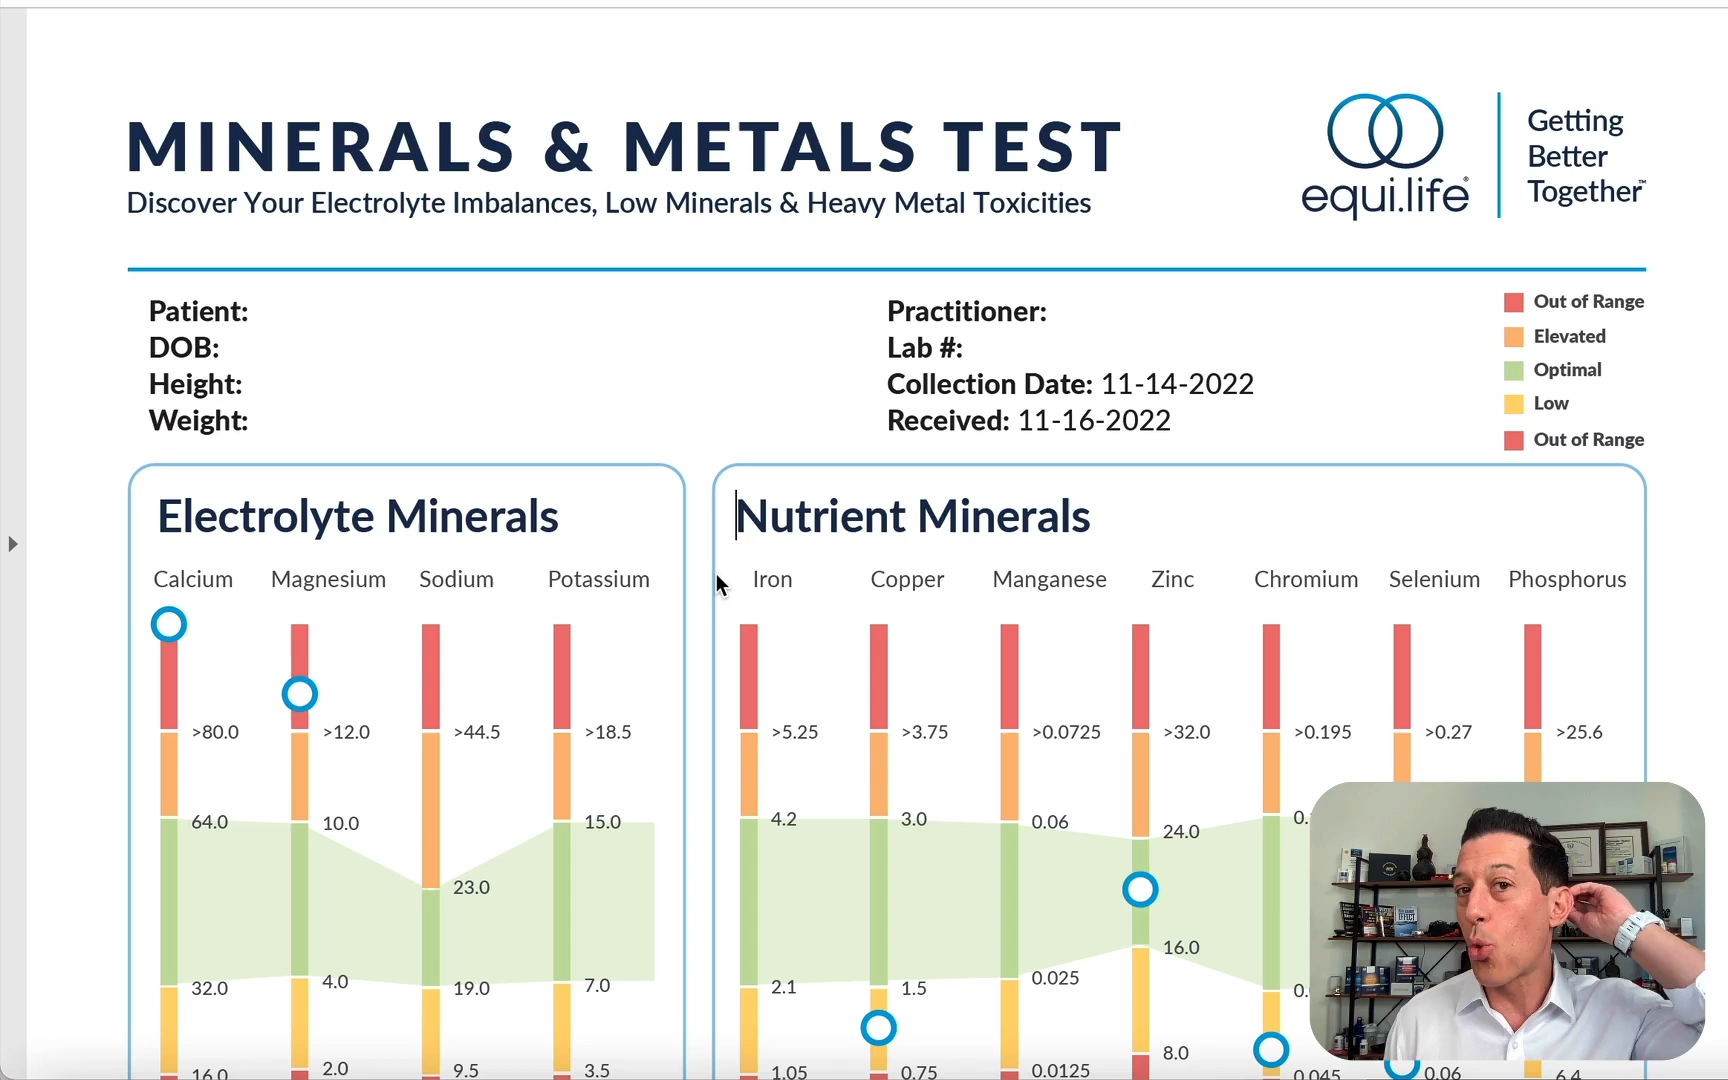 MINERALS & METALS TEST
Discover Your Electrolyte Imbalances, Low Minerals & Heavy Metal Toxicities
equi.life®
Getting
Better
Together™
Patient:
DOB:
Height:
Weight:
Practitioner:
Lab #:
Collection Date: 11-14-2022
Received: 11-16-2022
Out of Range
Elevated
Optimal
Low
Out of Range
Electrolyte Minerals
Calcium Magnesium Sodium Potassium
>80.0 >12.0 >44.5 >18.5
64.0 10.0 23.0 15.0
32.0 4.0 19.0 7.0
16.0 2.0 9.5 3.5
Nutrient Minerals
Iron Copper Manganese Zinc Chromium Selenium Phosphorus
>5.25 >3.75 >0.0725 >32.0 >0.195 >0.27 >25.6
4.2 3.0 0.06 24.0
2.1 1.5 0.025 16.0
1.05 0.75 0.0125 8.0 0.045 0.06 6.4